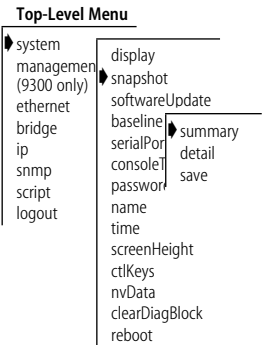 Top-Level Menu
system
managemen
(9300 only)
ethernet
bridge
ip
snmp
script
logout
display
snapshot
softwareUpdate
baseline
serialPor
consoleT
passwor
name
time
screenHeight
ctlKeys
nvData
clearDiagBlock
reboot
summary
detail
save